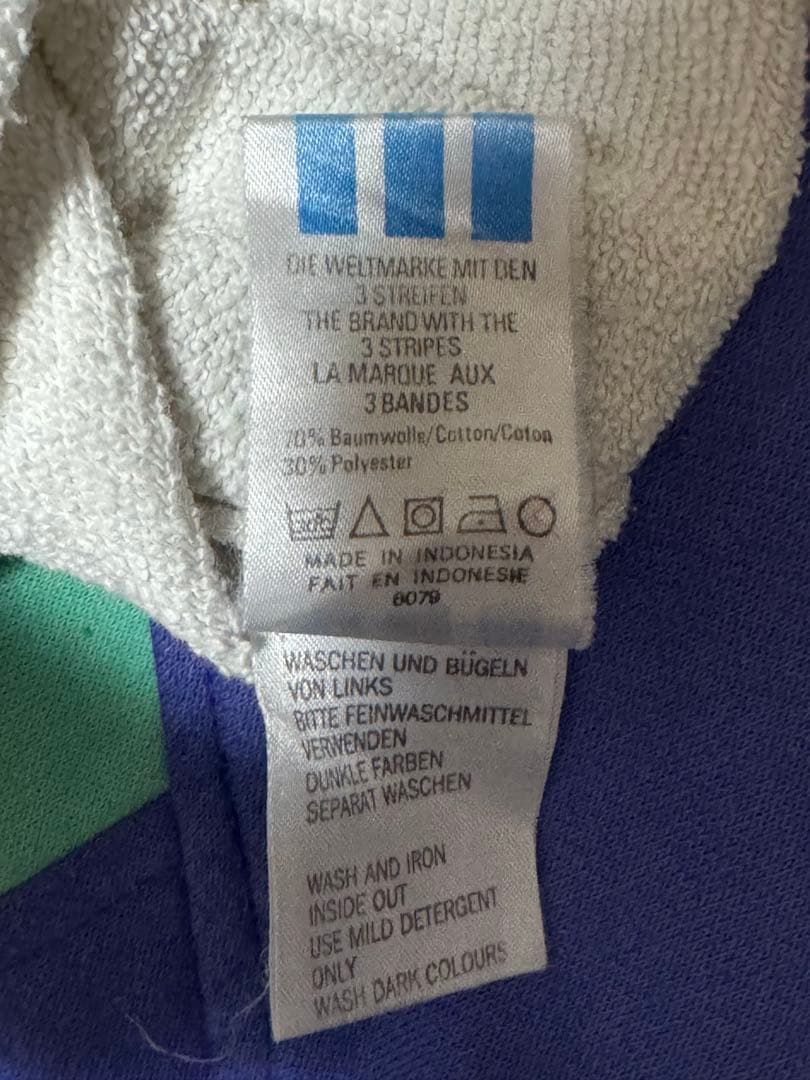 DIE WELTMARKE MIT DEN
3 STREIFEN
THE BRAND WITH THE
3 STRIPES
LA MARQUE AUX
3 BANDES
70% Baumwolle/Cotton/Coton
30% Polyester
MADE IN INDONESIA
FAIT EN INDONESIE
6079
WASCHEN UND BÜGELN
VON LINKS
BITTE FEINWASCHMITTEL
VERWENDEN
DUNKLE FARBEN
SEPARAT WASCHEN
WASH AND IRON
INSIDE OUT
USE MILD DETERGENT
ONLY
WASH DARK COLOURS